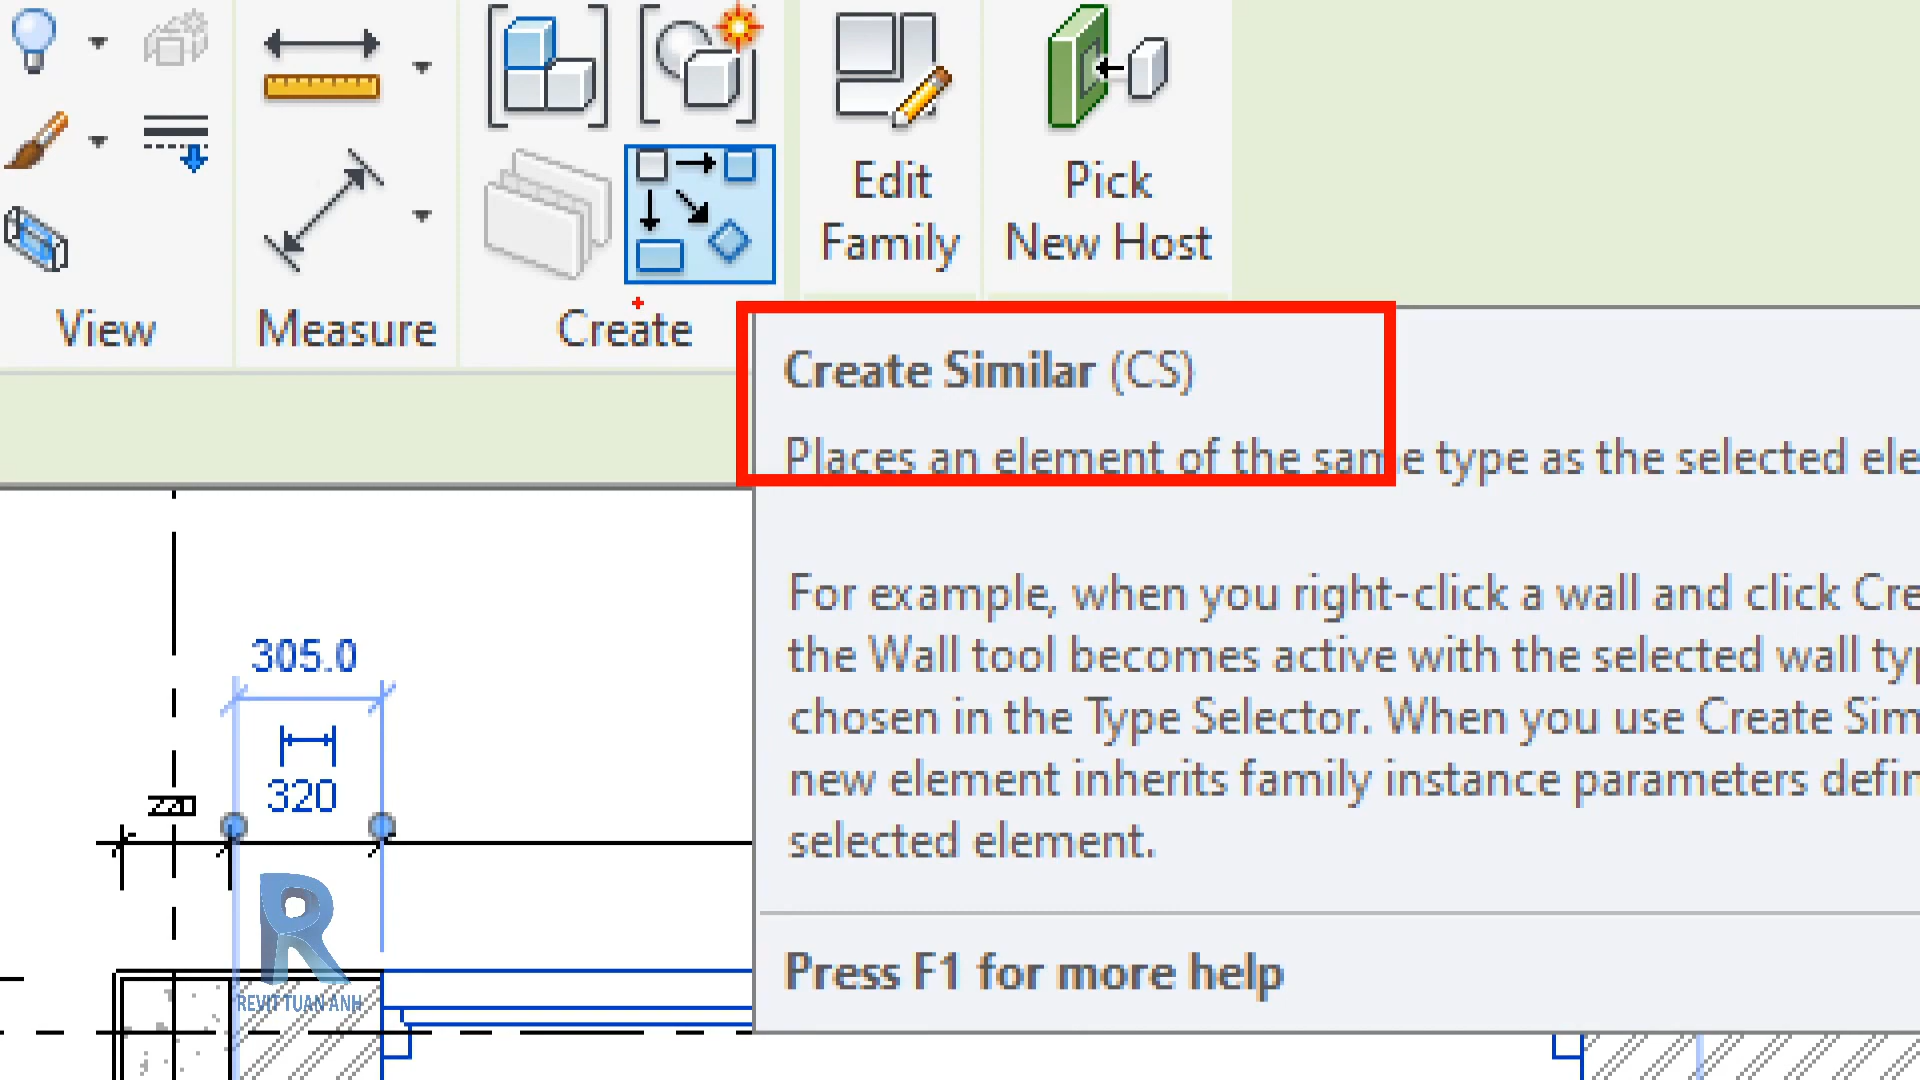 Edit
Family
Pick
New Host
View
Measure
Create
Create Similar (CS)
Places an element of the same type as the selected ele
For example, when you right-click a wall and click Cre
the Wall tool becomes active with the selected wall typ
chosen in the Type Selector. When you use Create Sim
new element inherits family instance parameters defin
selected element.
Press F1 for more help
305.0
320
220
REVIT TUAN ANH